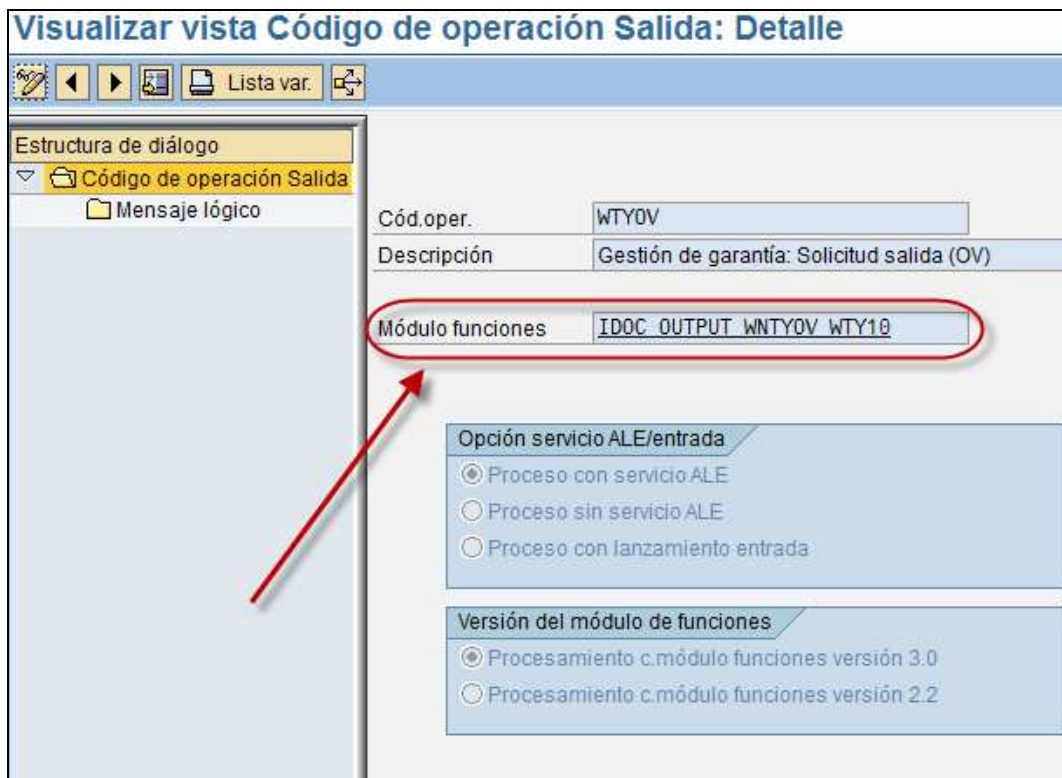 Visualizar vista Código de operación Salida: Detalle
Lista var.
Estructura de diálogo
Código de operación Salida
Mensaje lógico
Cód.oper. WTYOV
Descripción Gestión de garantía: Solicitud salida (OV)
Módulo funciones IDOC_OUTPUT_WNTYOV_WTY10
Opción servicio ALE/entrada
Proceso con servicio ALE
Proceso sin servicio ALE
Proceso con lanzamiento entrada
Versión del módulo de funciones
Procesamiento c.módulo funciones versión 3.0
Procesamiento c.módulo funciones versión 2.2